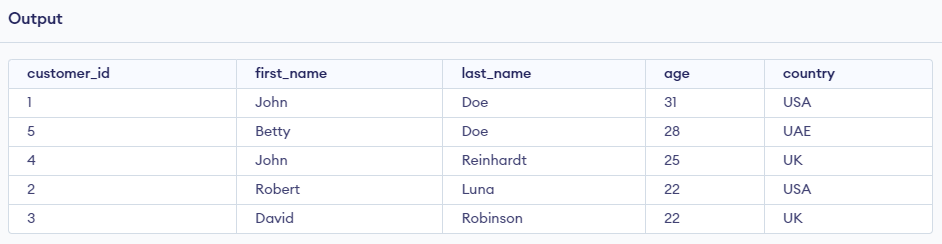 Output
customer_id first_name last_name age country
1 John Doe 31 USA
5 Betty Doe 28 UAE
4 John Reinhardt 25 UK
2 Robert Luna 22 USA
3 David Robinson 22 UK